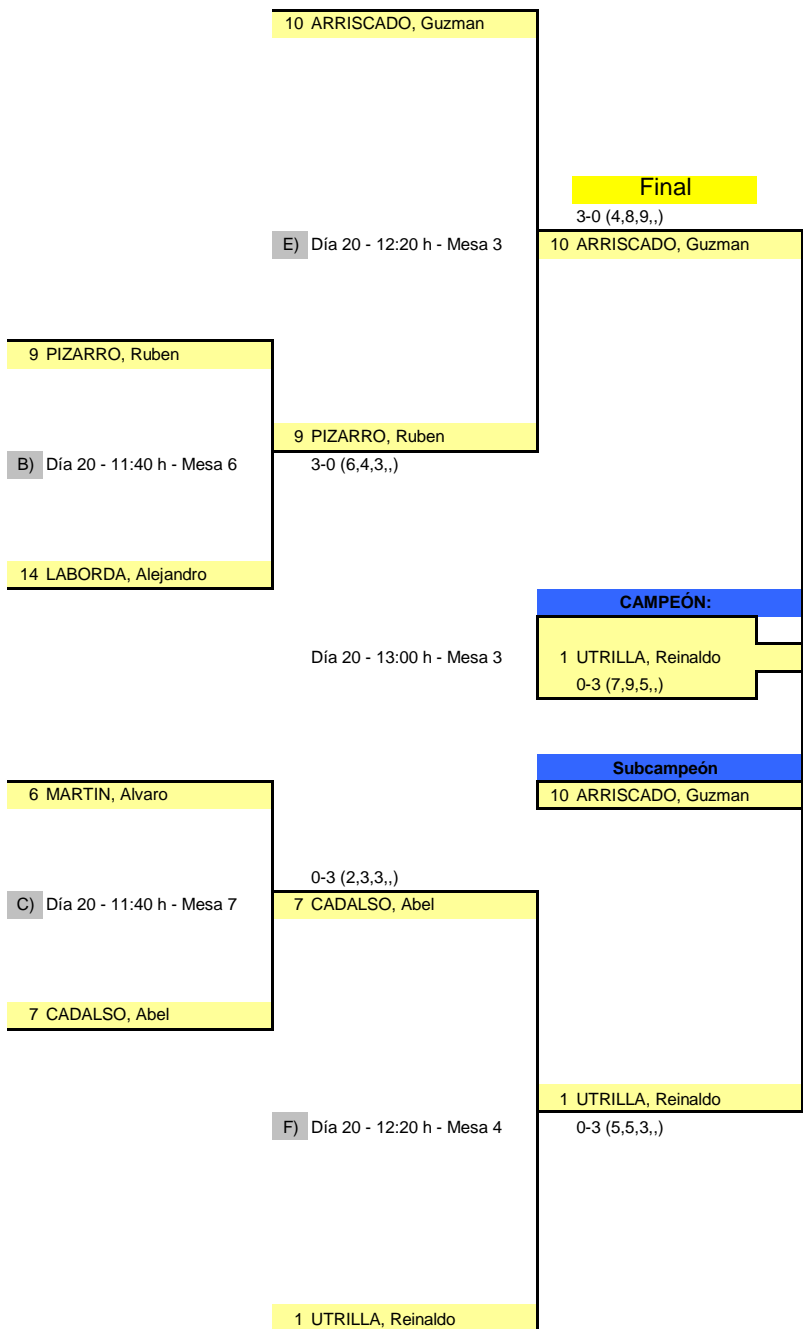 10 ARRISCADO, Guzman
Final
3-0 (4,8,9,,)
E) Día 20 - 12:20 h - Mesa 3
10 ARRISCADO, Guzman
9 PIZARRO, Ruben
9 PIZARRO, Ruben
B) Día 20 - 11:40 h - Mesa 6
3-0 (6,4,3,,)
14 LABORDA, Alejandro
CAMPEÓN:
Día 20 - 13:00 h - Mesa 3
1 UTRILLA, Reinaldo
0-3 (7,9,5,,)
Subcampeón
6 MARTIN, Alvaro
10 ARRISCADO, Guzman
0-3 (2,3,3,,)
C) Día 20 - 11:40 h - Mesa 7
7 CADALSO, Abel
7 CADALSO, Abel
1 UTRILLA, Reinaldo
F) Día 20 - 12:20 h - Mesa 4
0-3 (5,5,3,,)
1 UTRILLA, Reinaldo